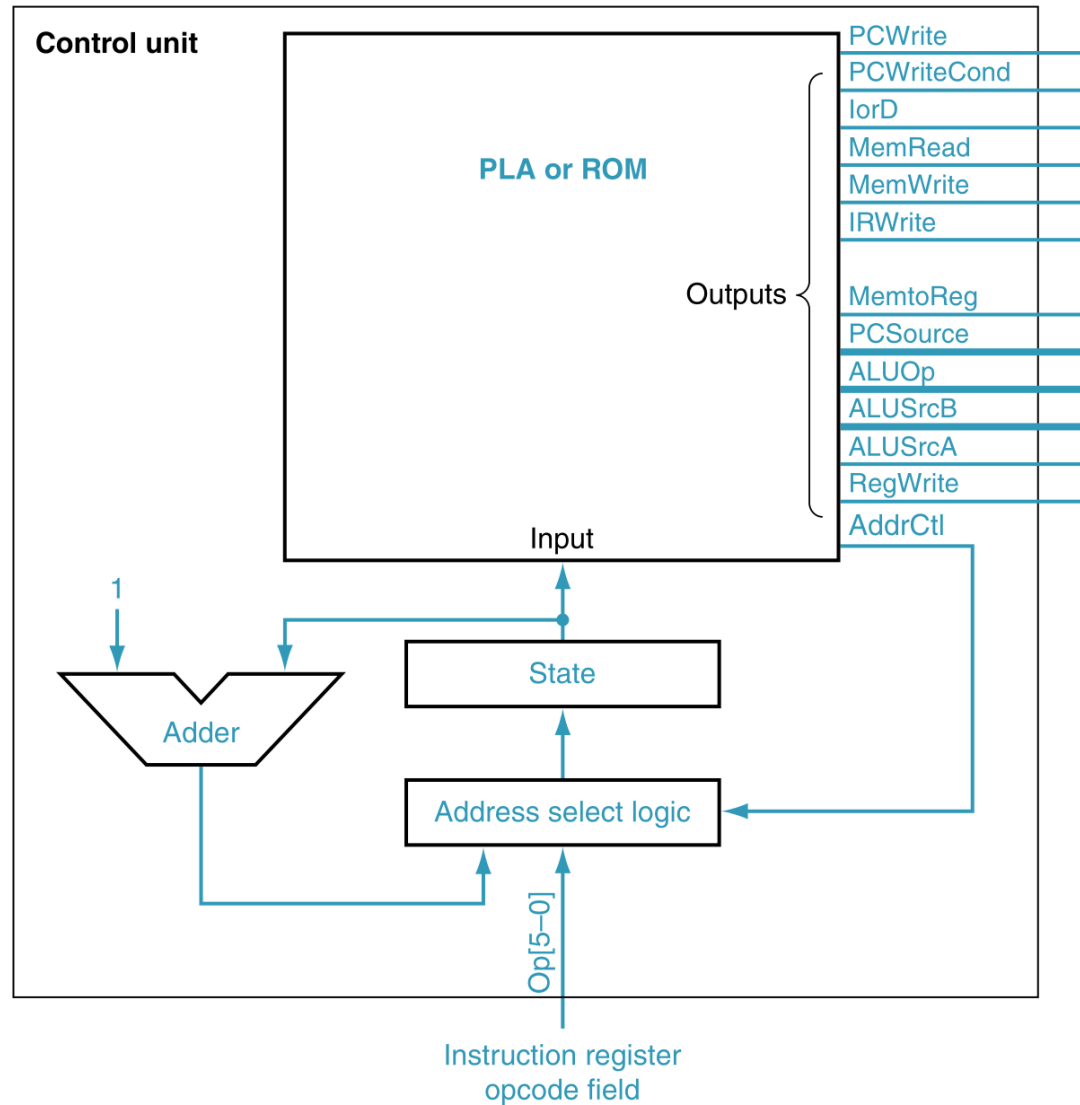 Control unit
PLA or ROM
Outputs
Input
PCWrite
PCWriteCond
IorD
MemRead
MemWrite
IRWrite
MemtoReg
PCSource
ALUOp
ALUSrcB
ALUSrcA
RegWrite
AddrCtl
1
Adder
State
Address select logic
Op[5–0]
Instruction register
opcode field